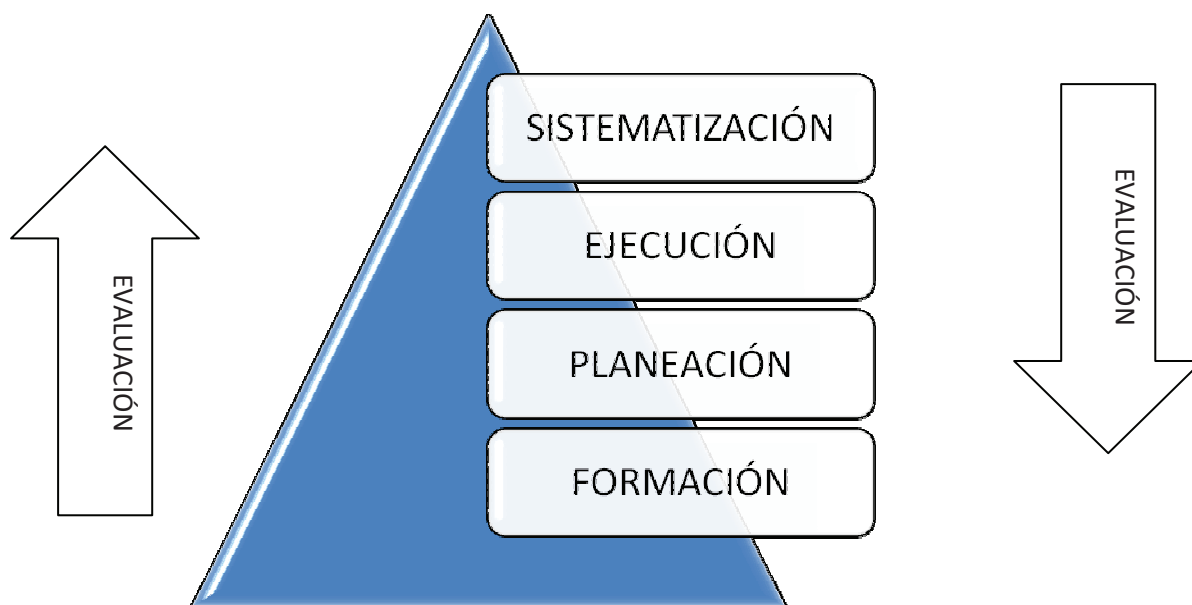 SISTEMATIZACIÓN
EJECUCIÓN
PLANEACIÓN
FORMACIÓN
EVALUACIÓN
EVALUACIÓN